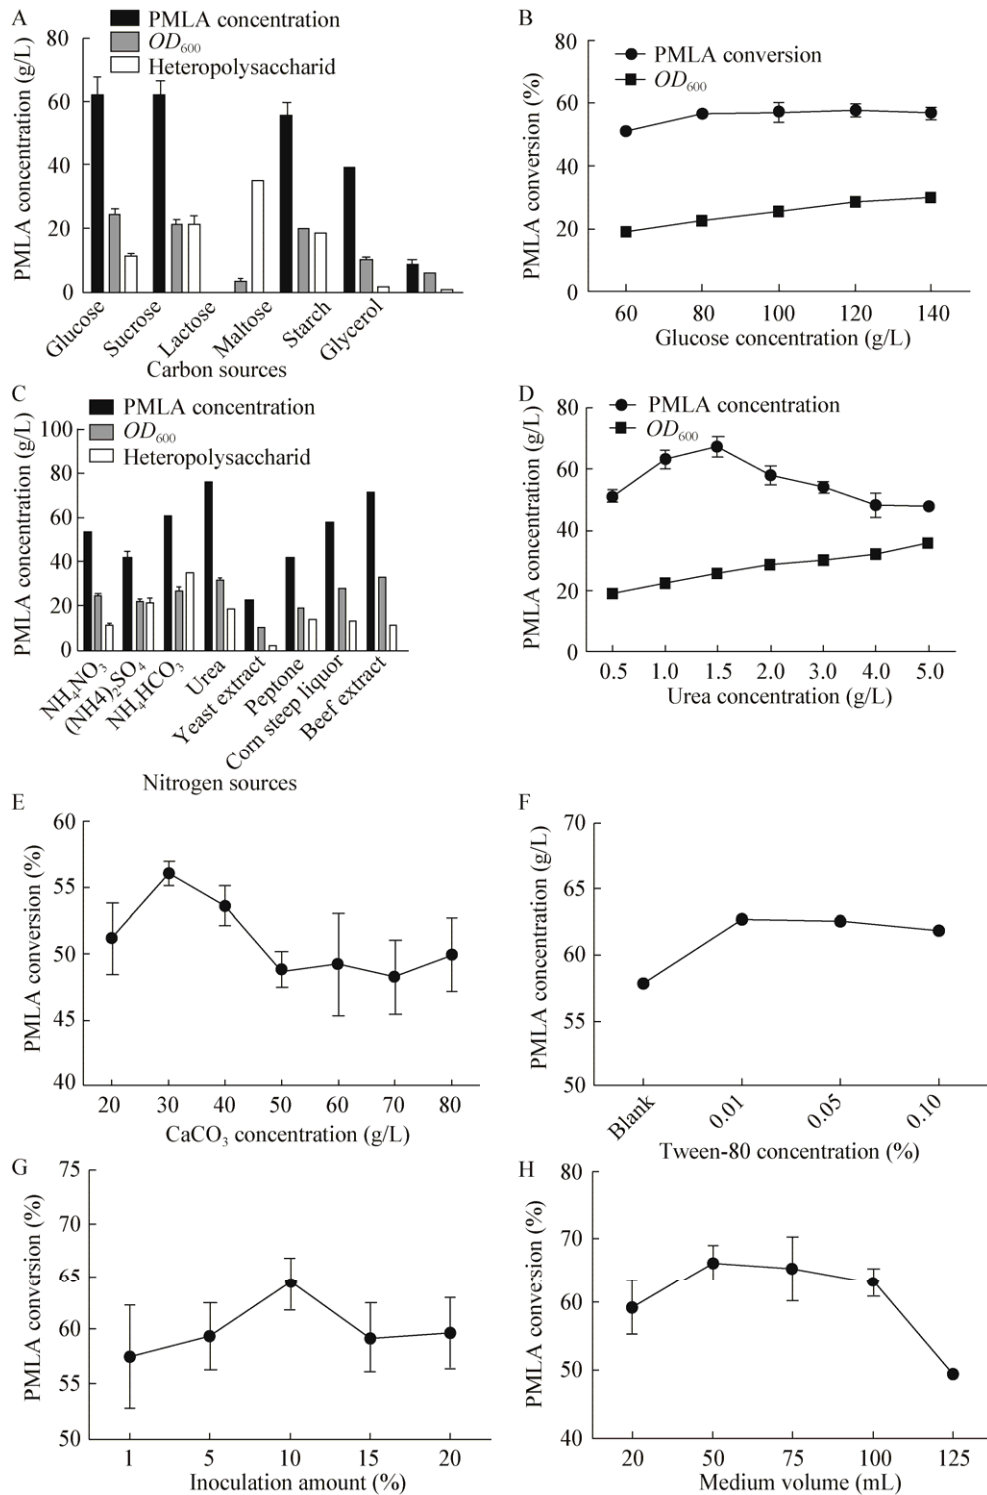 A
PMLA concentration
OD600
Heteropolysaccharid
PMLA concentration (g/L)
80
60
40
20
0
Glucose
Sucrose
Lactose
Maltose
Starch
Glycerol
Carbon sources
B
PMLA conversion
OD600
PMLA conversion (%)
80
60
40
20
0
60 80 100 120 140
Glucose concentration (g/L)
C
PMLA concentration
OD600
Heteropolysaccharid
PMLA concentration (g/L)
100
80
60
40
20
0
NH4NO3
(NH4)2SO4
NH4HCO3
Urea
Yeast extract
Peptone
Corn steep liquor
Beef extract
Nitrogen sources
D
PMLA concentration
OD600
PMLA concentration (g/L)
80
60
40
20
0
0.5 1.0 1.5 2.0 3.0 4.0 5.0
Urea concentration (g/L)
E
PMLA conversion (%)
60
55
50
45
40
20 30 40 50 60 70 80
CaCO3 concentration (g/L)
F
PMLA concentration (g/L)
70
65
60
55
50
Blank
0.01
0.05
0.10
Tween-80 concentration (%)
G
PMLA conversion (%)
75
70
65
60
55
50
1 5 10 15 20
Inoculation amount (%)
H
PMLA conversion (%)
80
70
60
50
40
20 50 75 100 125
Medium volume (mL)